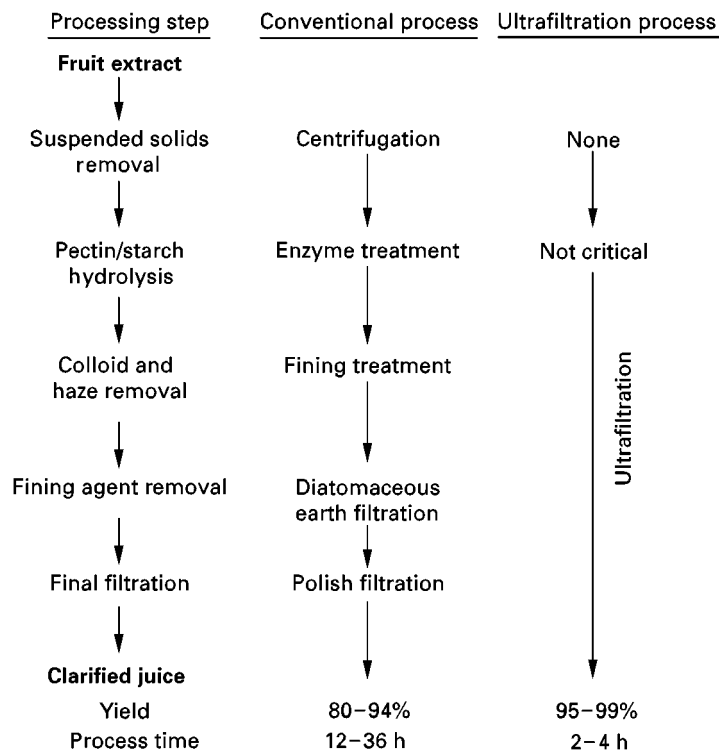 Processing step Conventional process Ultrafiltration process
Fruit extract
Suspended solids Centrifugation None
removal
Pectin/starch Enzyme treatment Not critical
hydrolysis
Colloid and Fining treatment
haze removal
Ultrafiltration
Fining agent removal Diatomaceous
earth filtration
Final filtration Polish filtration
Clarified juice
Yield 80–94% 95–99%
Process time 12–36 h 2–4 h